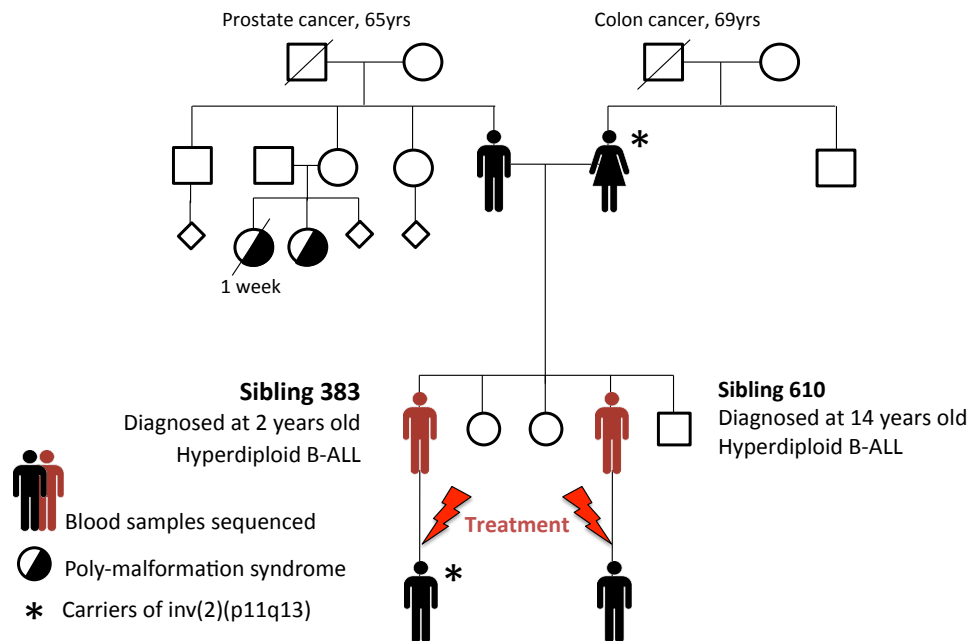 Prostate cancer, 65yrs
Colon cancer, 69yrs
*
1 week
Sibling 383
Diagnosed at 2 years old
Hyperdiploid B-ALL
Sibling 610
Diagnosed at 14 years old
Hyperdiploid B-ALL
Treatment
*
Blood samples sequenced
Poly-malformation syndrome
* Carriers of inv(2)(p11q13)